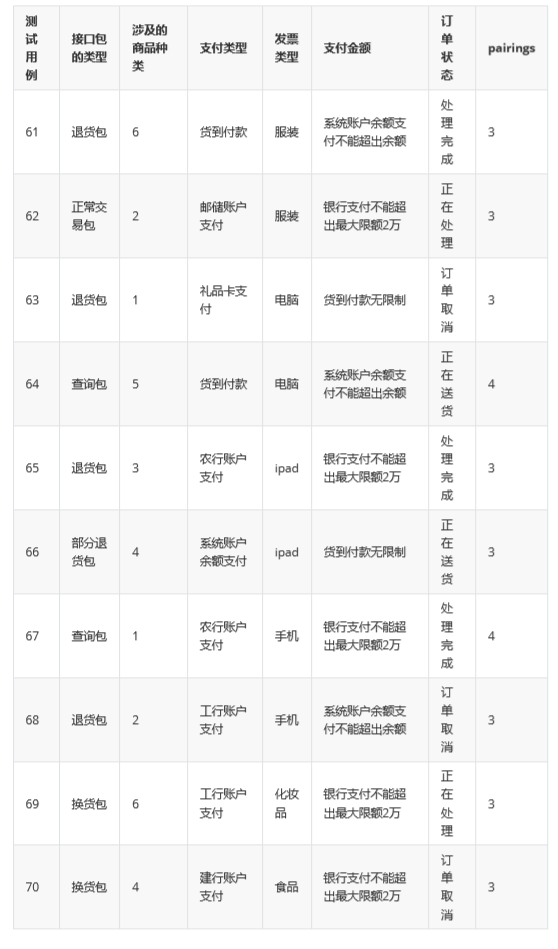 测试用例 接口包的类型 涉及的商品种类 支付类型 发票类型 支付金额 订单状态 pairings
61 退货包 6 货到付款 服装 系统账户余额支付不能超出余额 处理完成 3
62 正常交易包 2 邮储账户支付 服装 银行支付不能超出最大限额2万 正在处理 3
63 退货包 1 礼品卡支付 电脑 货到付款无限制 订单取消 3
64 查询包 5 货到付款 电脑 系统账户余额支付不能超出余额 正在送货 4
65 退货包 3 农行账户支付 ipad 银行支付不能超出最大限额2万 处理完成 3
66 部分退货包 4 系统账户余额支付 ipad 货到付款无限制 正在送货 3
67 查询包 1 农行账户支付 手机 银行支付不能超出最大限额2万 处理完成 4
68 退货包 2 工行账户支付 手机 系统账户余额支付不能超出余额 订单取消 3
69 换货包 6 工行账户支付 化妆品 银行支付不能超出最大限额2万 正在处理 3
70 换货包 4 建行账户支付 食品 银行支付不能超出最大限额2万 订单取消 3